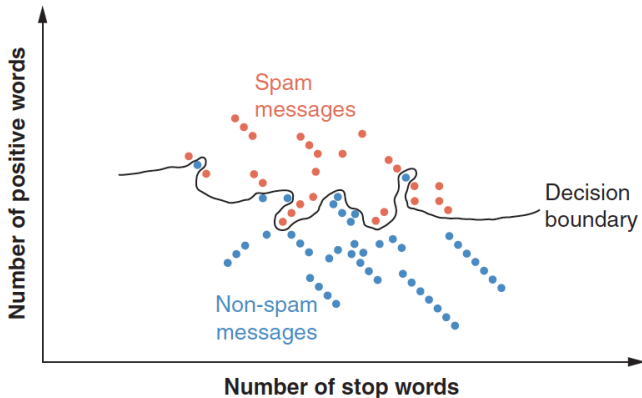 Number of positive words
Spam
messages
Decision
boundary
Non-spam
messages
Number of stop words